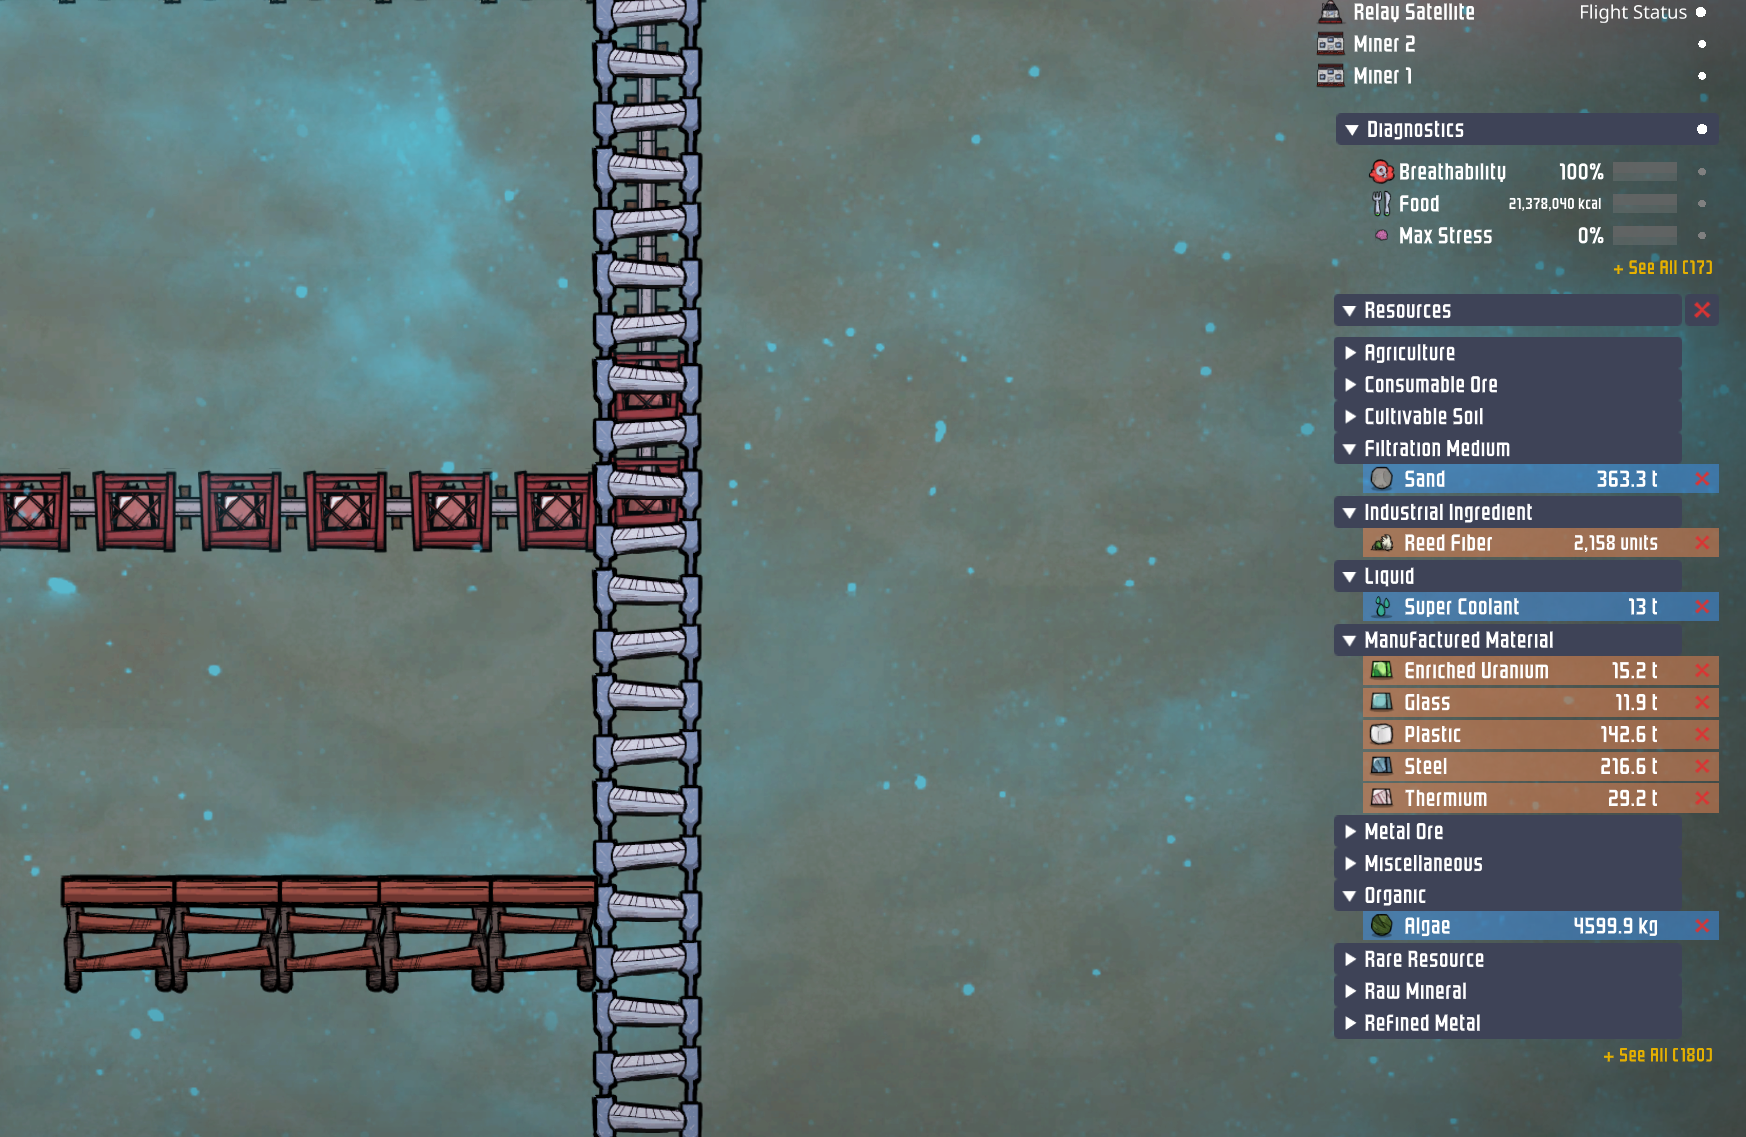 Relay Satellite Flight Status
Miner 2
Miner 1
Diagnostics
Breathability 100%
Food 21,378,040 kcal
Max Stress 0%
+ See All (17)
Resources
Agriculture
Consumable Ore
Cultivable Soil
Filtration Medium
Sand 363.3 t
Industrial Ingredient
Reed Fiber 2,158 units
Liquid
Super Coolant 13 t
Manufactured Material
Enriched Uranium 15.2 t
Glass 11.9 t
Plastic 142.6 t
Steel 216.6 t
Thermium 29.2 t
Metal Ore
Miscellaneous
Organic
Algae 4599.9 kg
Rare Resource
Raw Mineral
Refined Metal
+ See All (180)